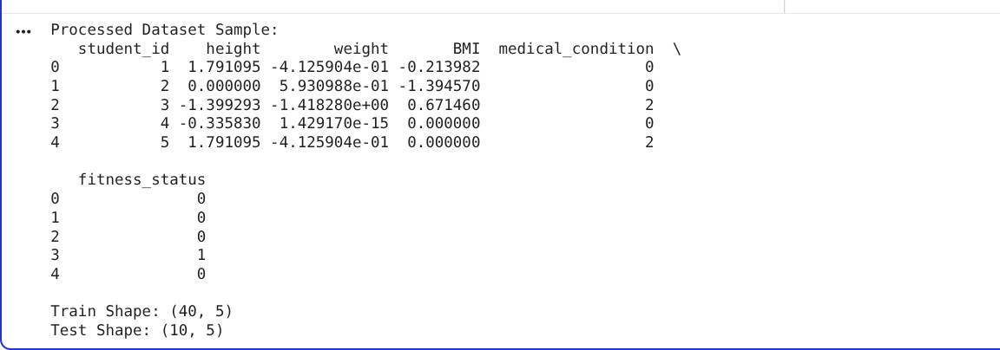 Processed Dataset Sample:
   student_id    height        weight       BMI  medical_condition  \
0           1  1.791095 -4.125904e-01 -0.213982                  0
1           2  0.000000  5.930988e-01 -1.394570                  0
2           3 -1.399293 -1.418280e+00  0.671460                  2
3           4 -0.335830  1.429170e-15  0.000000                  0
4           5  1.791095 -4.125904e-01  0.000000                  2
   fitness_status
0               0
1               0
2               0
3               1
4               0
Train Shape: (40, 5)
Test Shape: (10, 5)